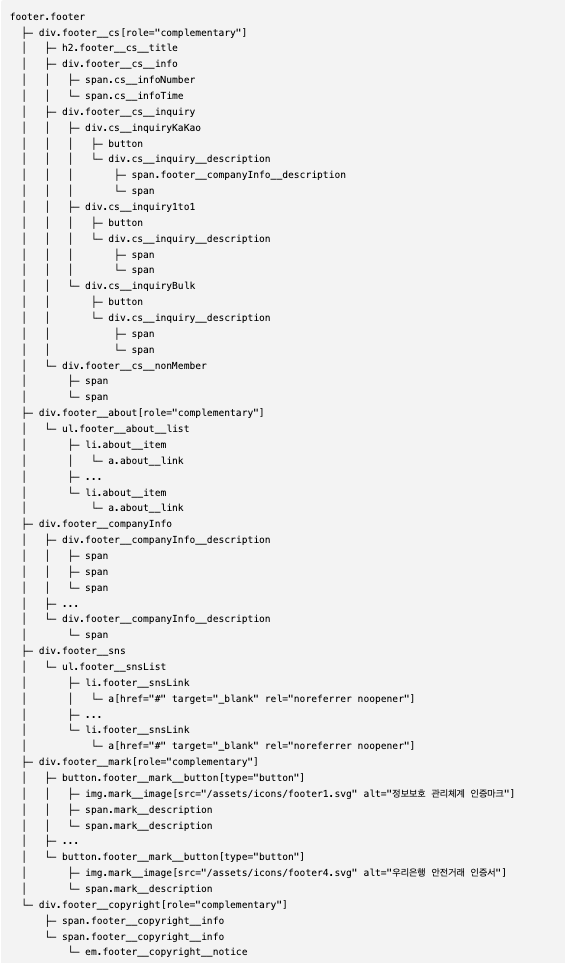 footer.footer
├─ div.footer__cs[role="complementary"]
│  ├─ h2.footer__cs__title
│  ├─ div.footer__cs__info
│  │  ├─ span.cs__infoNumber
│  │  └─ span.cs__infoTime
│  ├─ div.footer__cs__inquiry
│  │  ├─ div.cs__inquiryKaKao
│  │  │  ├─ button
│  │  │  └─ div.cs__inquiry__description
│  │  │     ├─ span.footer__companyInfo__description
│  │  │     └─ span
│  │  ├─ div.cs__inquiry1to1
│  │  │  ├─ button
│  │  │  └─ div.cs__inquiry__description
│  │  │     ├─ span
│  │  │     └─ span
│  │  └─ div.cs__inquiryBulk
│  │     ├─ button
│  │     └─ div.cs__inquiry__description
│  │        ├─ span
│  │        └─ span
│  └─ div.footer__cs__nonMember
│     ├─ span
│     └─ span
├─ div.footer__about[role="complementary"]
│  └─ ul.footer__about__list
│     ├─ li.about__item
│     │  └─ a.about__link
│     ├─ ...
│     └─ li.about__item
│        └─ a.about__link
├─ div.footer__companyInfo
│  ├─ div.footer__companyInfo__description
│  │  ├─ span
│  │  ├─ span
│  │  └─ span
│  ├─ ...
│  └─ div.footer__companyInfo__description
│     └─ span
├─ div.footer__sns
│  └─ ul.footer__snsList
│     ├─ li.footer__snsLink
│     │  └─ a[href="#" target="_blank" rel="noreferrer noopener"]
│     ├─ ...
│     └─ li.footer__snsLink
│        └─ a[href="#" target="_blank" rel="noreferrer noopener"]
├─ div.footer__mark[role="complementary"]
│  ├─ button.footer__mark__button[type="button"]
│  │  ├─ img.mark__image[src="/assets/icons/footer1.svg" alt="정보보호 관리체계 인증마크"]
│  │  ├─ span.mark__description
│  │  └─ span.mark__description
│  ├─ ...
│  └─ button.footer__mark__button[type="button"]
│     ├─ img.mark__image[src="/assets/icons/footer4.svg" alt="우리은행 안전거래 인증서"]
│     └─ span.mark__description
└─ div.footer__copyright[role="complementary"]
   ├─ span.footer__copyright__info
   └─ span.footer__copyright__info
      └─ em.footer__copyright__notice